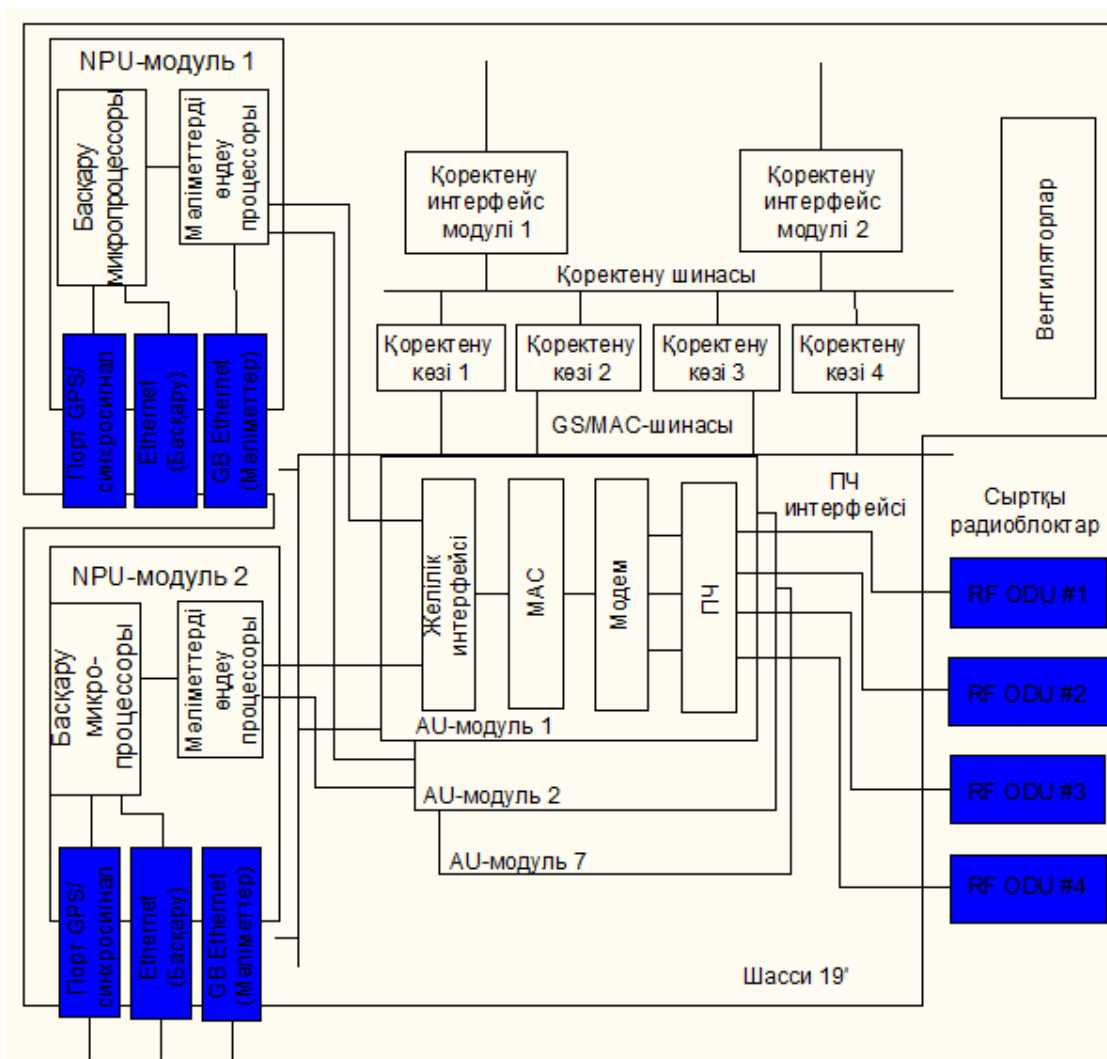 NPU-модуль 1
Басқару
микропроцессоры
Мәліметтерді
өндеу
процессоры
Порт GPS/
синхросигнал
Ethernet
(Басқару)
GB Ethernet
(Мәліметтер)
Қоректену
интерфейс
модулі 1
Қоректену
интерфейс
модулі 2
Вентиляторлар
Қоректену шинасы
Қоректену
көзі 1
Қоректену
көзі 2
Қоректену
көзі 3
Қоректену
көзі 4
GS/MAC-шинасы
NPU-модуль 2
Басқару
микро-
процессоры
Мәліметтерді
өндеу
процессоры
Порт GPS/
синхросигнал
Ethernet
(Басқару)
GB Ethernet
(Мәліметтер)
Желілік
интерфейсі
MAC
Модем
ПЧ
AU-модуль 1
AU-модуль 2
AU-модуль 7
ПЧ
интерфейсі
Сыртқы
радиоблоктар
RF ODU #1
RF ODU #2
RF ODU #3
RF ODU #4
Шасси 19'